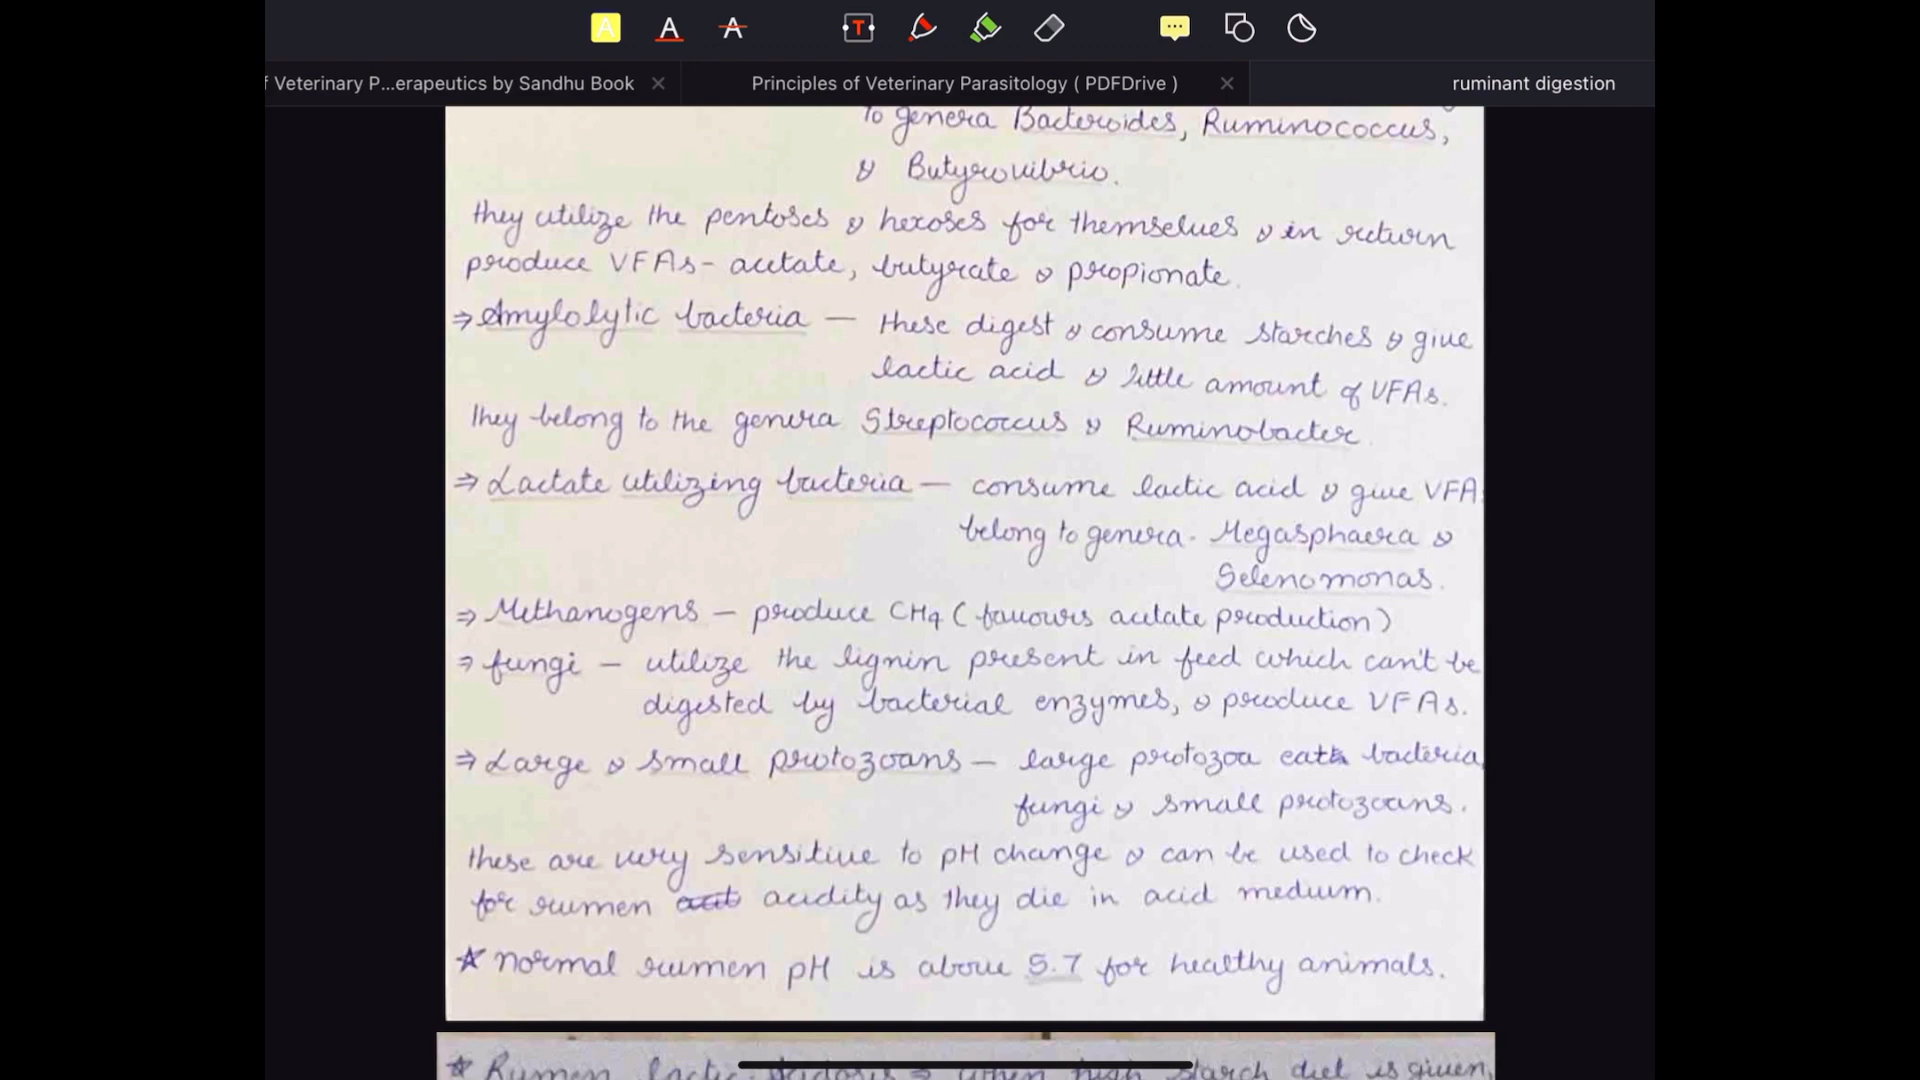 A A A T
f Veterinary P...erapeutics by Sandhu Book × Principles of Veterinary Parasitology ( PDFDrive ) × ruminant digestion
to genera Bacteroides, Ruminococcus,
& Butyrovibrio.
they utilize the pentoses & hexoses for themselves & in return
produce VFAs- acetate, butyrate & propionate.
⇒ Amylolytic bacteria — these digest & consume starches & give
lactic acid & little amount of VFAs.
They belong to the genera Streptococcus & Ruminobacter.
⇒ Lactate utilizing bacteria — consume lactic acid & give VFA
belong to genera - Megasphaera &
Selenomonas.
⇒ Methanogens — produce CH4 ( favours acetate production )
⇒ fungi — utilize the lignin present in feed which can't be
digested by bacterial enzymes, & produce VFAs.
⇒ Large & small protozoans — large protozoa eat bacteria,
fungi & small protozoans.
these are very sensitive to pH change & can be used to check
for rumen acidity as they die in acid medium.
★ normal rumen pH is above 5.7 for healthy animals.
★ Rumen lactic acidosis ⇒ when high starch diet is given,